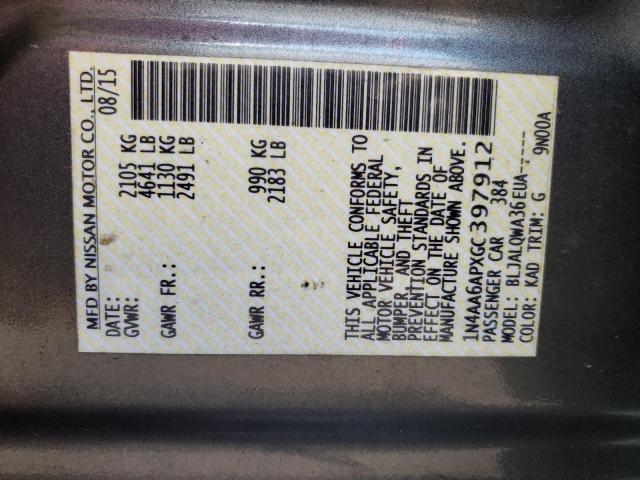 MFD BY NISSAN MOTOR CO., LTD.
DATE: 08/15
GVWR: 2105 KG
4641 LB
GAWR FR.: 1130 KG
2491 LB
GAWR RR.: 990 KG
2183 LB
THIS VEHICLE CONFORMS TO
ALL APPLICABLE FEDERAL
MOTOR VEHICLE SAFETY,
BUMPER, AND THEFT
PREVENTION STANDARDS IN
EFFECT ON THE DATE OF
MANUFACTURE SHOWN ABOVE.
1N4AA6APXGC397912
PASSENGER CAR 384
MODEL: BLJALQWA36EUA-----
COLOR: KAD TRIM: G 9N00A